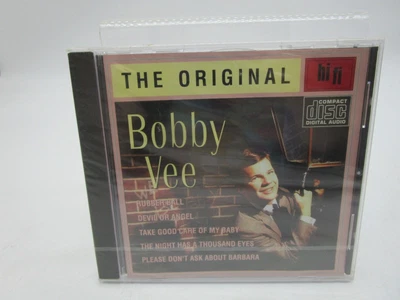 THE ORIGINAL
hi fi
COMPACT
disc
DIGITAL AUDIO
Bobby
Vee
RUBBER BALL
DEVIL OR ANGEL
TAKE GOOD CARE OF MY BABY
THE NIGHT HAS A THOUSAND EYES
PLEASE DON'T ASK ABOUT BARBARA